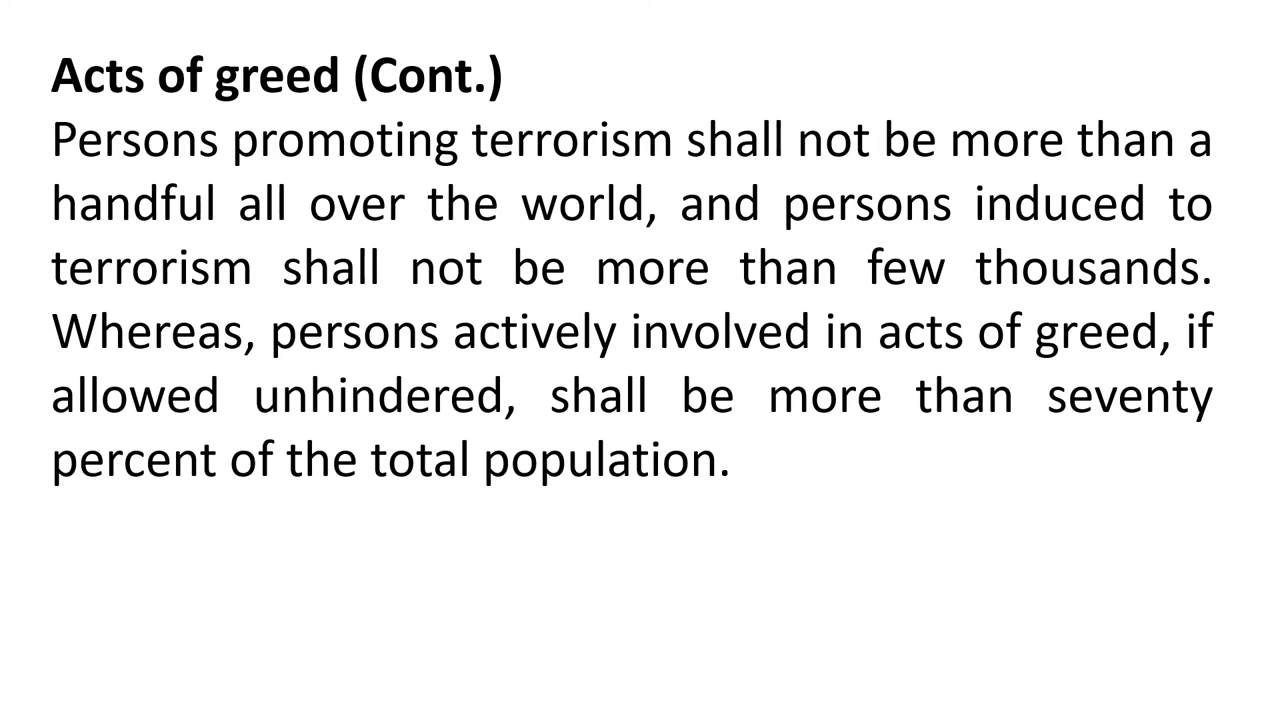 Acts of greed (Cont.)
Persons promoting terrorism shall not be more than a
handful all over the world, and persons induced to
terrorism shall not be more than few thousands.
Whereas, persons actively involved in acts of greed, if
allowed unhindered, shall be more than seventy
percent of the total population.